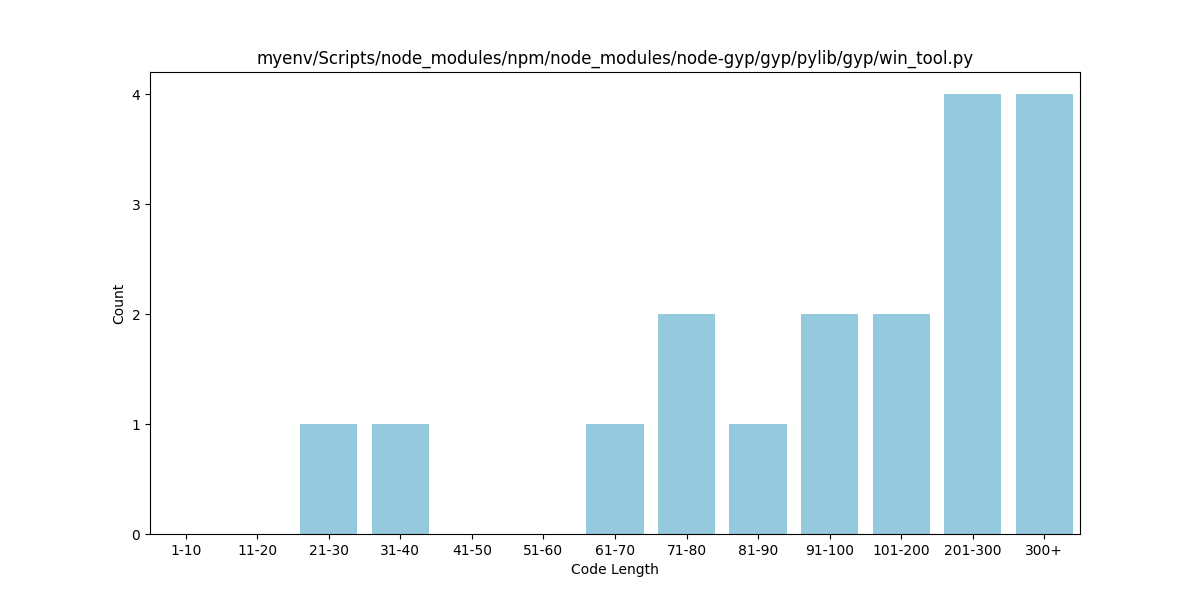 myenv/Scripts/node_modules/npm/node_modules/node-gyp/gyp/pylib/gyp/win_tool.py
4
3
2
1
0
Count
1-10 11-20 21-30 31-40 41-50 51-60 61-70 71-80 81-90 91-100 101-200 201-300 300+
Code Length